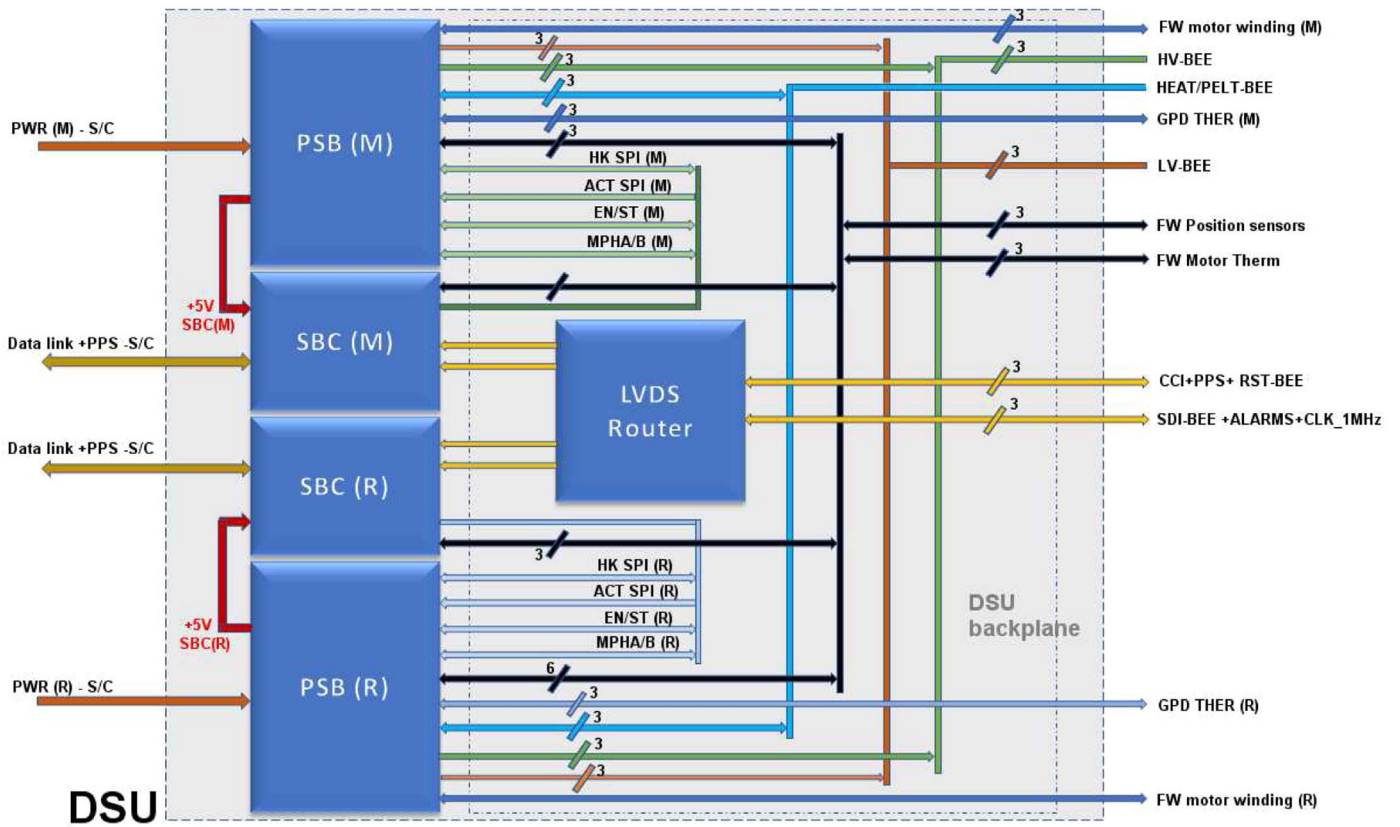 3
FW motor winding (M)
3
3
HV-BEE
3
HEAT/PELT-BEE
3
GPD THER (M)
PWR (M) - S/C
PSB (M)
3
HK SPI (M)
3
LV-BEE
ACT SPI (M)
EN/ST (M)
3
FW Position sensors
MPHA/B (M)
3
FW Motor Therm
+5V
SBC(M)
Data link +PPS -S/C
SBC (M)
LVDS
Router
3
CCI+PPS+ RST-BEE
3
SDI-BEE +ALARMS+CLK_1MHz
Data link +PPS -S/C
SBC (R)
3
HK SPI (R)
ACT SPI (R)
EN/ST (R)
MPHA/B (R)
DSU
backplane
+5V
SBC(R)
6
PWR (R) - S/C
PSB (R)
3
GPD THER (R)
3
3
3
DSU
FW motor winding (R)